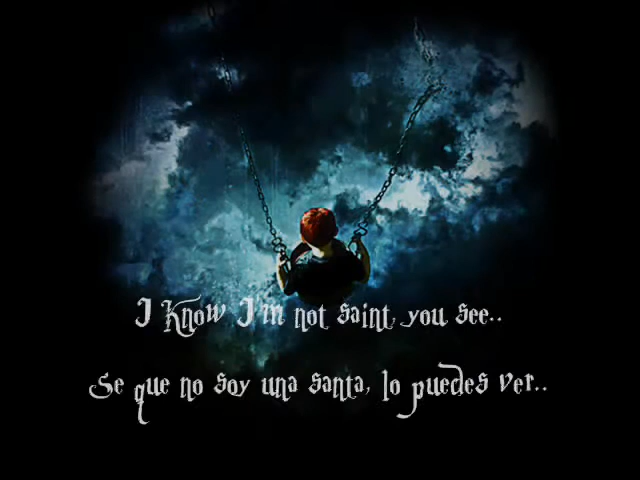 I Know I'm not saint, you see..
Se que no soy una santa, lo puedes ver..